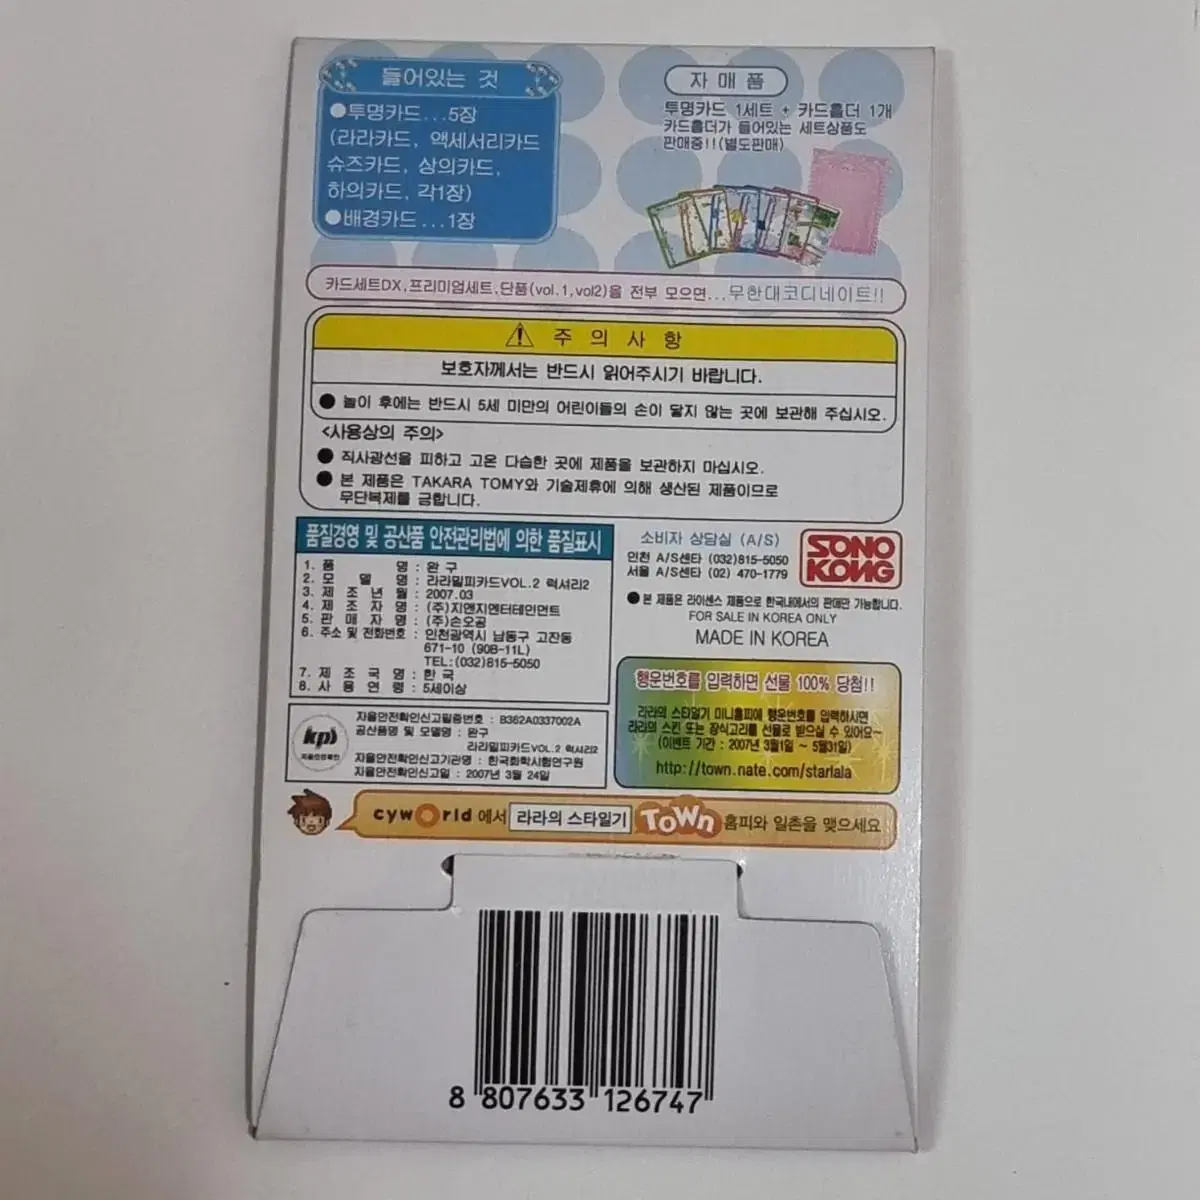 들어있는 것
●투명카드...5장
(라라카드, 액세서리카드
슈즈카드, 상의카드,
하의카드, 각1장)
●배경카드...1장
자매품
투명카드 1세트 + 카드홀더 1개
카드홀더가 들어있는 세트상품도
판매중!!(별도판매)
카드세트DX,프리미엄세트,단품(vol.1,vol2)을 전부 모으면...무한대코디네이트!!
주의사항
보호자께서는 반드시 읽어주시기 바랍니다.
● 놀이 후에는 반드시 5세 미만의 어린이들의 손이 닿지 않는 곳에 보관해 주십시오.
<사용상의 주의>
● 직사광선을 피하고 고온 다습한 곳에 제품을 보관하지 마십시오.
● 본 제품은 TAKARA TOMY와 기술제휴에 의해 생산된 제품이므로
무단복제를 금합니다.
품질경영 및 공산품 안전관리법에 의한 품질표시
1. 품 명 : 완 구
2. 모 델 명 : 라라밀피카드VOL.2 럭셔리2
3. 제 조 년 월 : 2007.03
4. 제 조 자 명 : (주)지앤지엔터테인먼트
5. 판 매 자 명 : (주)손오공
6. 주소 및 전화번호 : 인천광역시 남동구 고잔동
671-10 (90B-11L)
TEL:(032)815-5050
7. 제 조 국 명 : 한 국
8. 사 용 연 령 : 5세이상
소비자 상담실 (A/S)
인천 A/S센타 (032)815-5050
서울 A/S센타 (02) 470-1779
SONO
KONG
●본 제품은 라이센스 제품으로 한국내에서의 판매만 가능합니다.
FOR SALE IN KOREA ONLY
MADE IN KOREA
kps
자율안전확인
자율안전확인신고필증번호 : B362A0337002A
공산품명 및 모델명 : 완구
라라밀피카드VOL.2 럭셔리2
자율안전확인신고기관명 : 한국화학시험연구원
자율안전확인신고일 : 2007년 3월 24일
행운번호를 입력하면 선물 100% 당첨!!
라라의 스타일기 미니홈피에 행운번호를 입력하시면
라라의 스킨 또는 장식고리를 선물로 받으실 수 있어요~
(이벤트 기간 : 2007년 3월1일 ~ 5월31일)
http://town.nate.com/starlala
cyworld에서 라라의 스타일기 TOWN 홈피와 일촌을 맺으세요
8 807633 126747